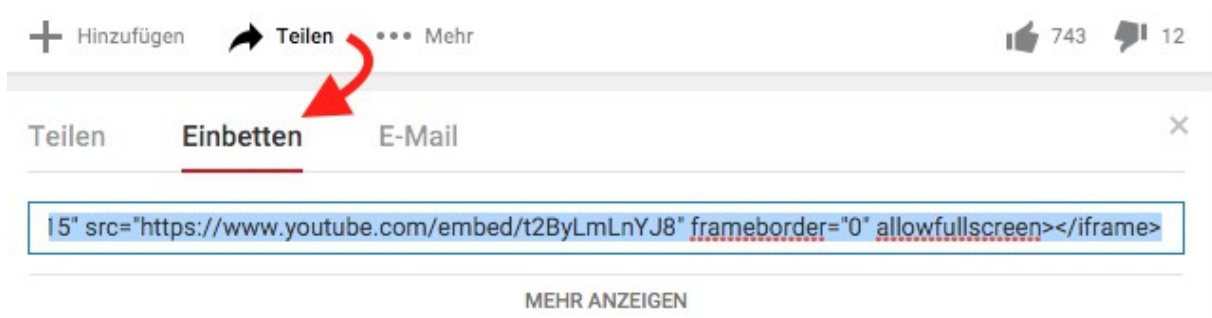 Hinzufügen Teilen ••• Mehr 743 12
Teilen Einbetten E-Mail ×
15" src="https://www.youtube.com/embed/t2ByLmLnYJ8" frameborder="0" allowfullscreen></iframe>
MEHR ANZEIGEN